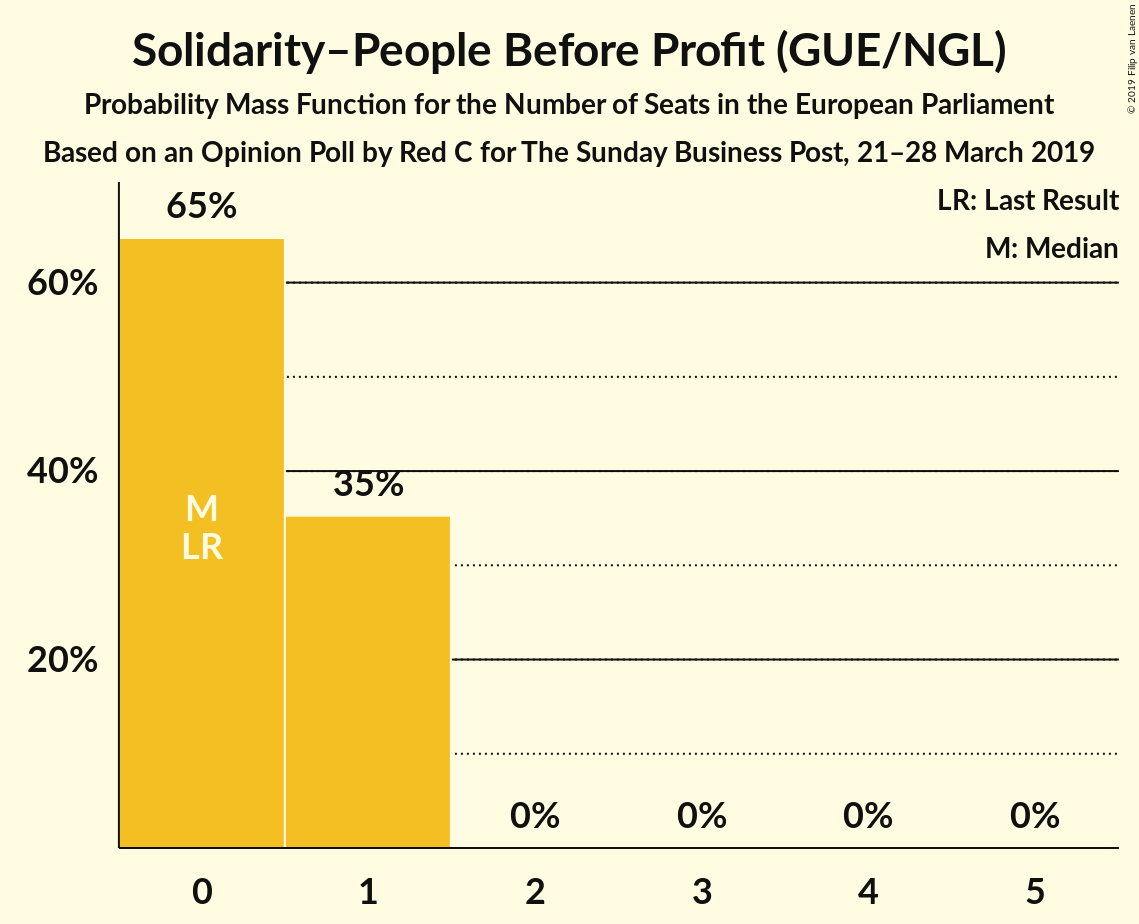 Solidarity–People Before Profit (GUE/NGL)
Probability Mass Function for the Number of Seats in the European Parliament
Based on an Opinion Poll by Red C for The Sunday Business Post, 21–28 March 2019
© 2019 Filip van Laenen
LR: Last Result
M: Median
65%
60%
40%
35%
M
LR
20%
0% 0% 0% 0%
0 1 2 3 4 5